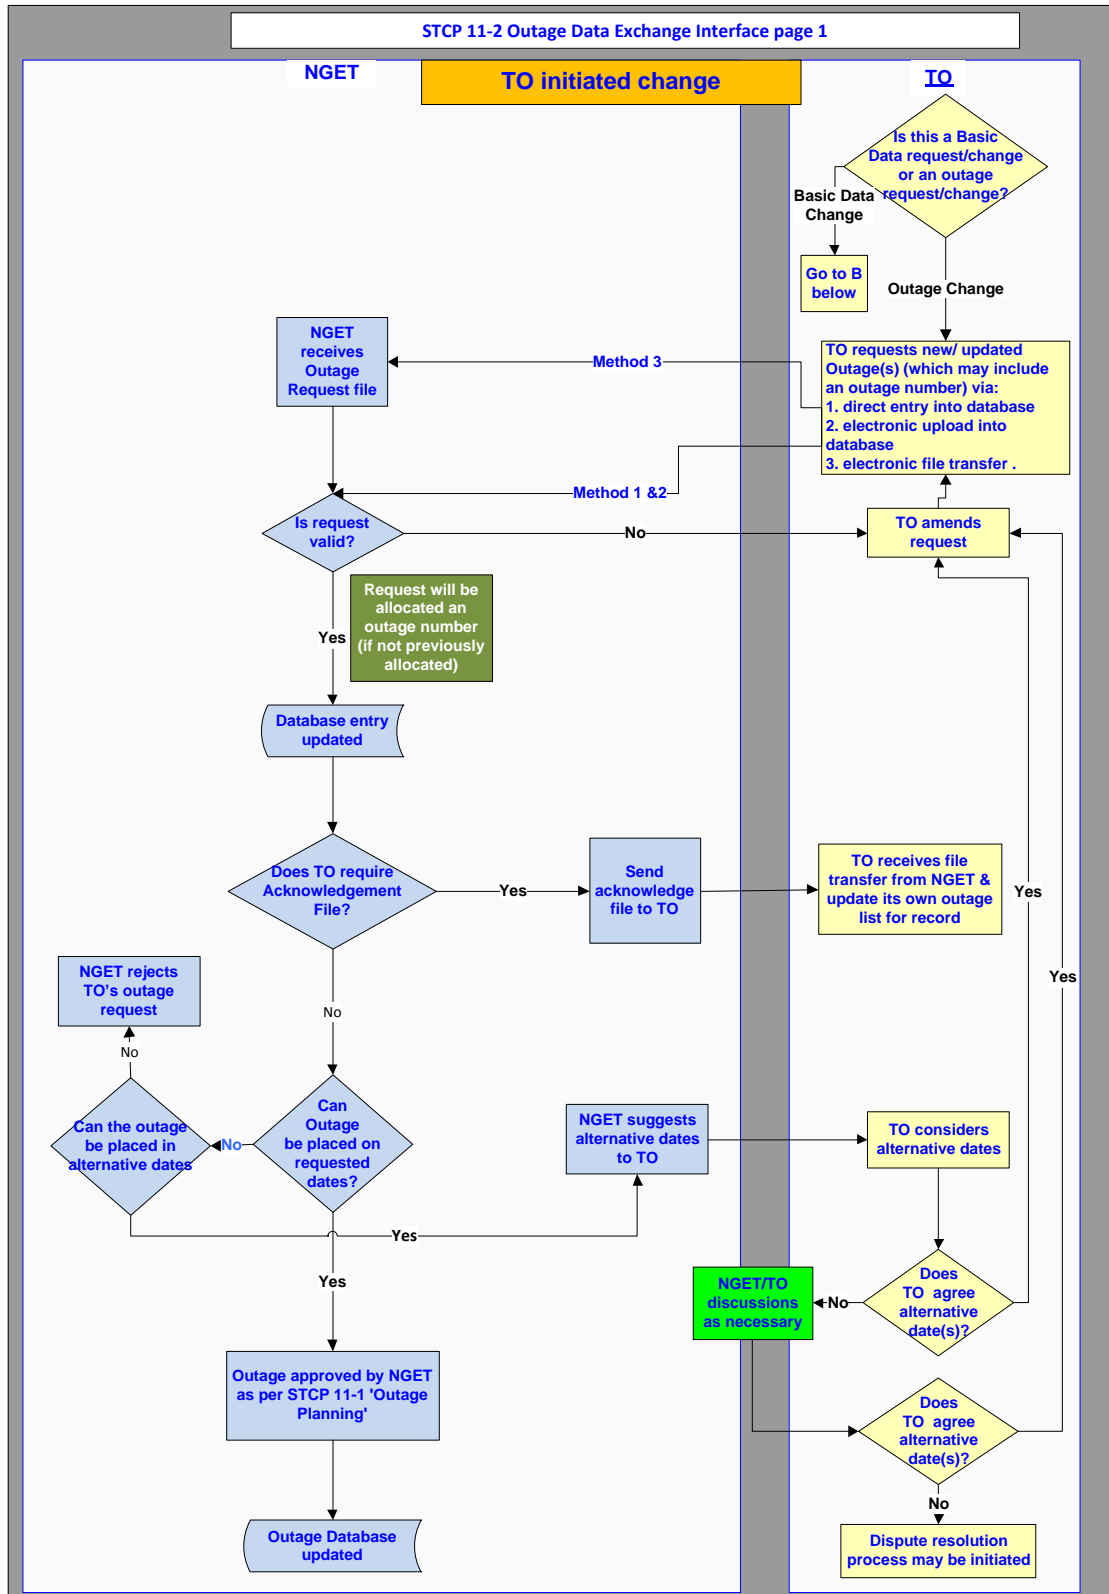 STCP 11-2 Outage Data Exchange Interface page 1
NGET
TO initiated change
TO
Is this a Basic
Data request/change
or an outage
request/change?
Basic Data
Change
Go to B
below
Outage Change
NGET
receives
Outage
Request file
Method 3
TO requests new/ updated
Outage(s) (which may include
an outage number) via:
1. direct entry into database
2. electronic upload into
database
3. electronic file transfer .
Method 1 &2
Is request
valid?
No
TO amends
request
Request will be
allocated an
outage number
(if not previously
allocated)
Yes
Database entry
updated
Does TO require
Acknowledgement
File?
Yes
Send
acknowledge
file to TO
TO receives file
transfer from NGET &
update its own outage
list for record
Yes
Yes
NGET rejects
TO's outage
request
No
No
Can the outage
be placed in
alternative dates
No
Can
Outage
be placed on
requested
dates?
NGET suggests
alternative dates
to TO
TO considers
alternative dates
Yes
Yes
NGET/TO
discussions
as necessary
No
Does
TO agree
alternative
date(s)?
Outage approved by NGET
as per STCP 11-1 'Outage
Planning'
Does
TO agree
alternative
date(s)?
No
Outage Database
updated
Dispute resolution
process may be initiated